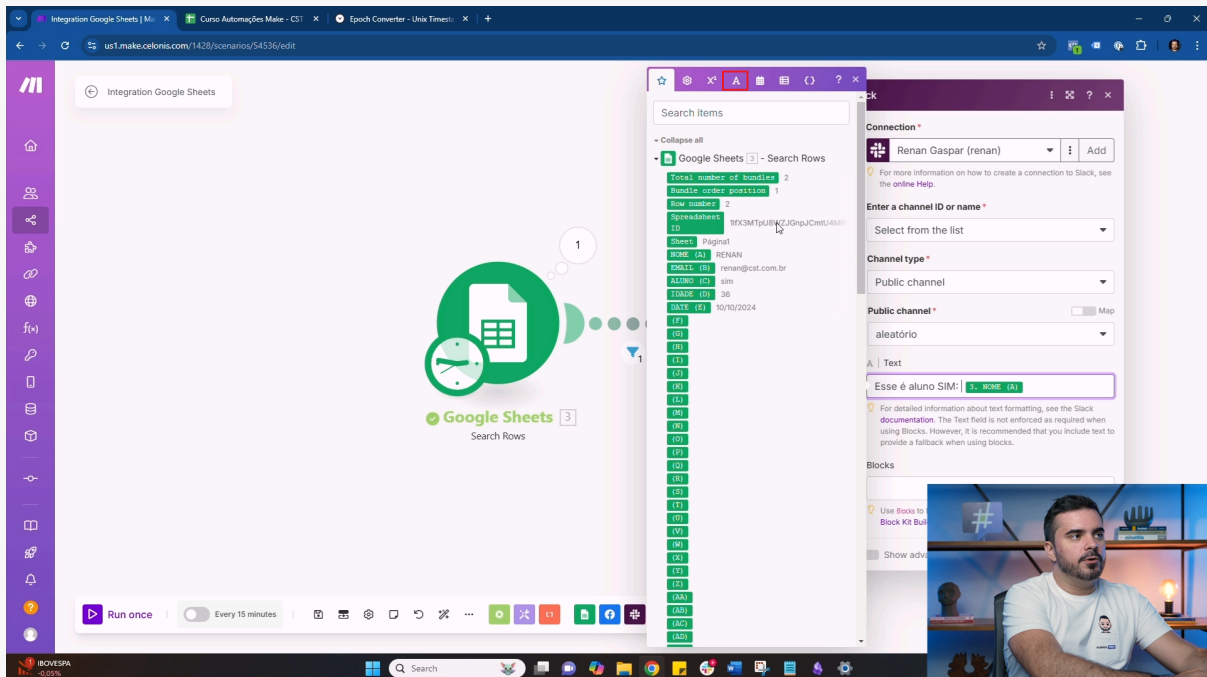 Integration Google Sheets | Ma
Curso Automações Make - CST
Epoch Converter - Unix Timesta
us1.make.celonis.com/1428/scenarios/54536/edit
Integration Google Sheets
A
?
Search items
Collapse all
Google Sheets 3 - Search Rows
Total number of bundles 2
Bundle order position 1
Row number 2
Spreadsheet ID
Sheet Página1
NOME (A) RENAN
EMAIL (B) renan@cst.com.br
ALUNO (C) sim
IDADE (D) 36
DATE (E) 10/10/2024
(F)
(G)
(H)
(I)
(J)
(K)
(L)
(M)
(N)
(O)
(P)
(Q)
(R)
(S)
(T)
(U)
(V)
(W)
(X)
(Y)
(Z)
(AA)
(AB)
(AC)
(AD)
ck
Connection *
Renan Gaspar (renan)
Add
For more information on how to create a connection to Slack, see
the online Help.
Enter a channel ID or name *
Select from the list
Channel type *
Public channel
Public channel *
Map
aleatório
A | Text
Esse é aluno SIM: 3. NOME (A)
For detailed information about text formatting, see the Slack
documentation. The Text field is not enforced as required when
using Blocks. However, it is recommended that you include text to
provide a fallback when using blocks.
Blocks
Use Blocks to
Block Kit Buil
Show adva
1
1
Google Sheets 3
Search Rows
Run once
Every 15 minutes
IBOVESPA
-0,05%
Search